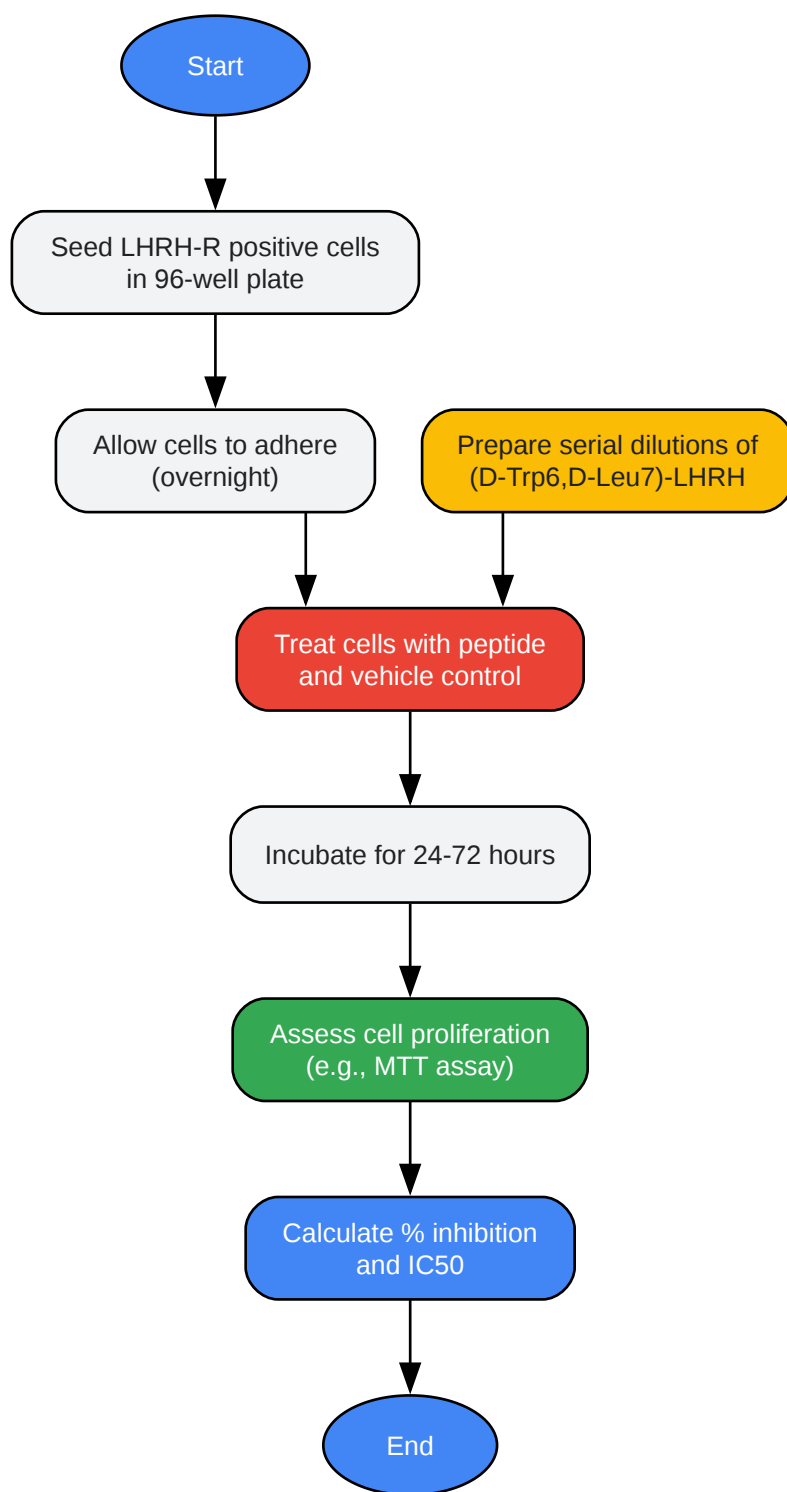 Start
Seed LHRH-R positive cells
in 96-well plate
Allow cells to adhere
(overnight)
Prepare serial dilutions of
(D-Trp6,D-Leu7)-LHRH
Treat cells with peptide
and vehicle control
Incubate for 24-72 hours
Assess cell proliferation
(e.g., MTT assay)
Calculate % inhibition
and IC50
End